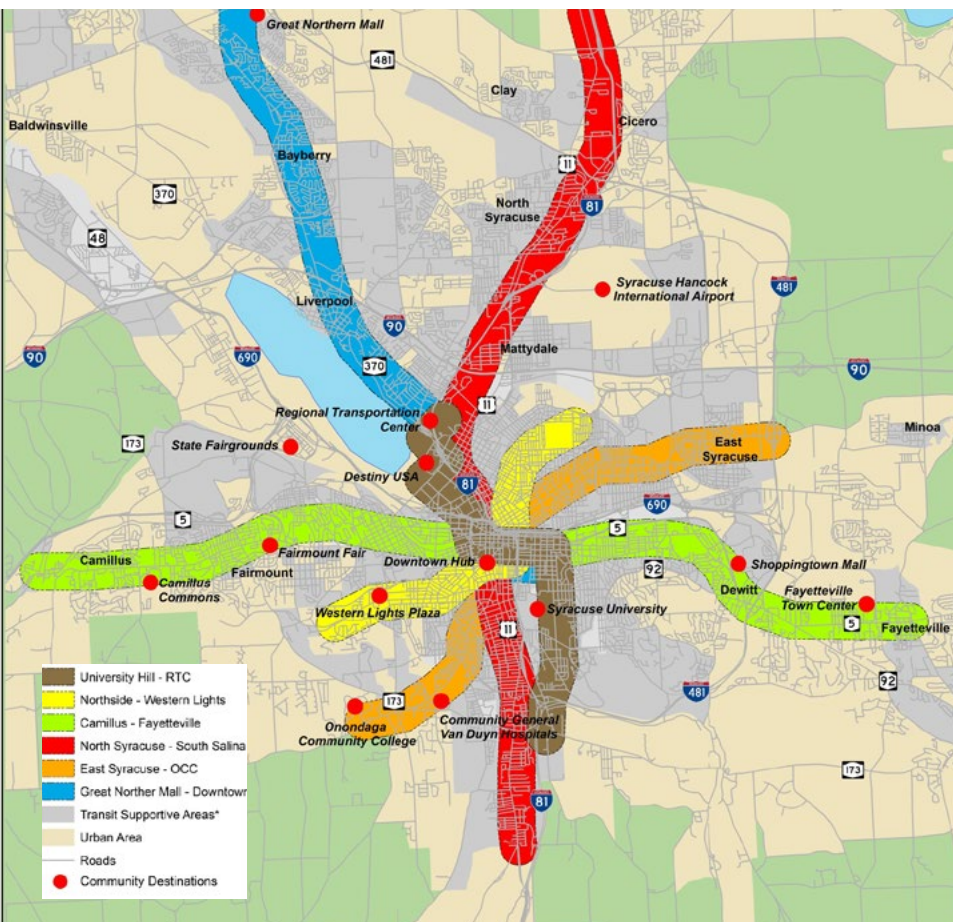 Great Northern Mall
481
Clay
Baldwinsville
Cicero
Bayberry
11
370
North
Syracuse
81
48
Syracuse Hancock
International Airport
481
Liverpool
90
90
690
Mattydale
370
90
11
Regional Transportation
Center
173
State Fairgrounds
East
Syracuse
Minoa
Destiny USA
81
690
5
5
Camillus
Fairmount Fair
Downtown Hub
Shoppingtown Mall
Fairmount
92
Camillus
Commons
Dewitt
Fayetteville
Town Center
Western Lights Plaza
Syracuse University
11
5
Fayetteville
University Hill - RTC
Northside - Western Lights
Camillus - Fayetteville
North Syracuse - South Salina
East Syracuse - OCC
Great Norther Mall - Downtown
Transit Supportive Areas*
Urban Area
Roads
Community Destinations
92
481
173
Onondaga
Community College
Community General
Van Duyn Hospitals
173
81